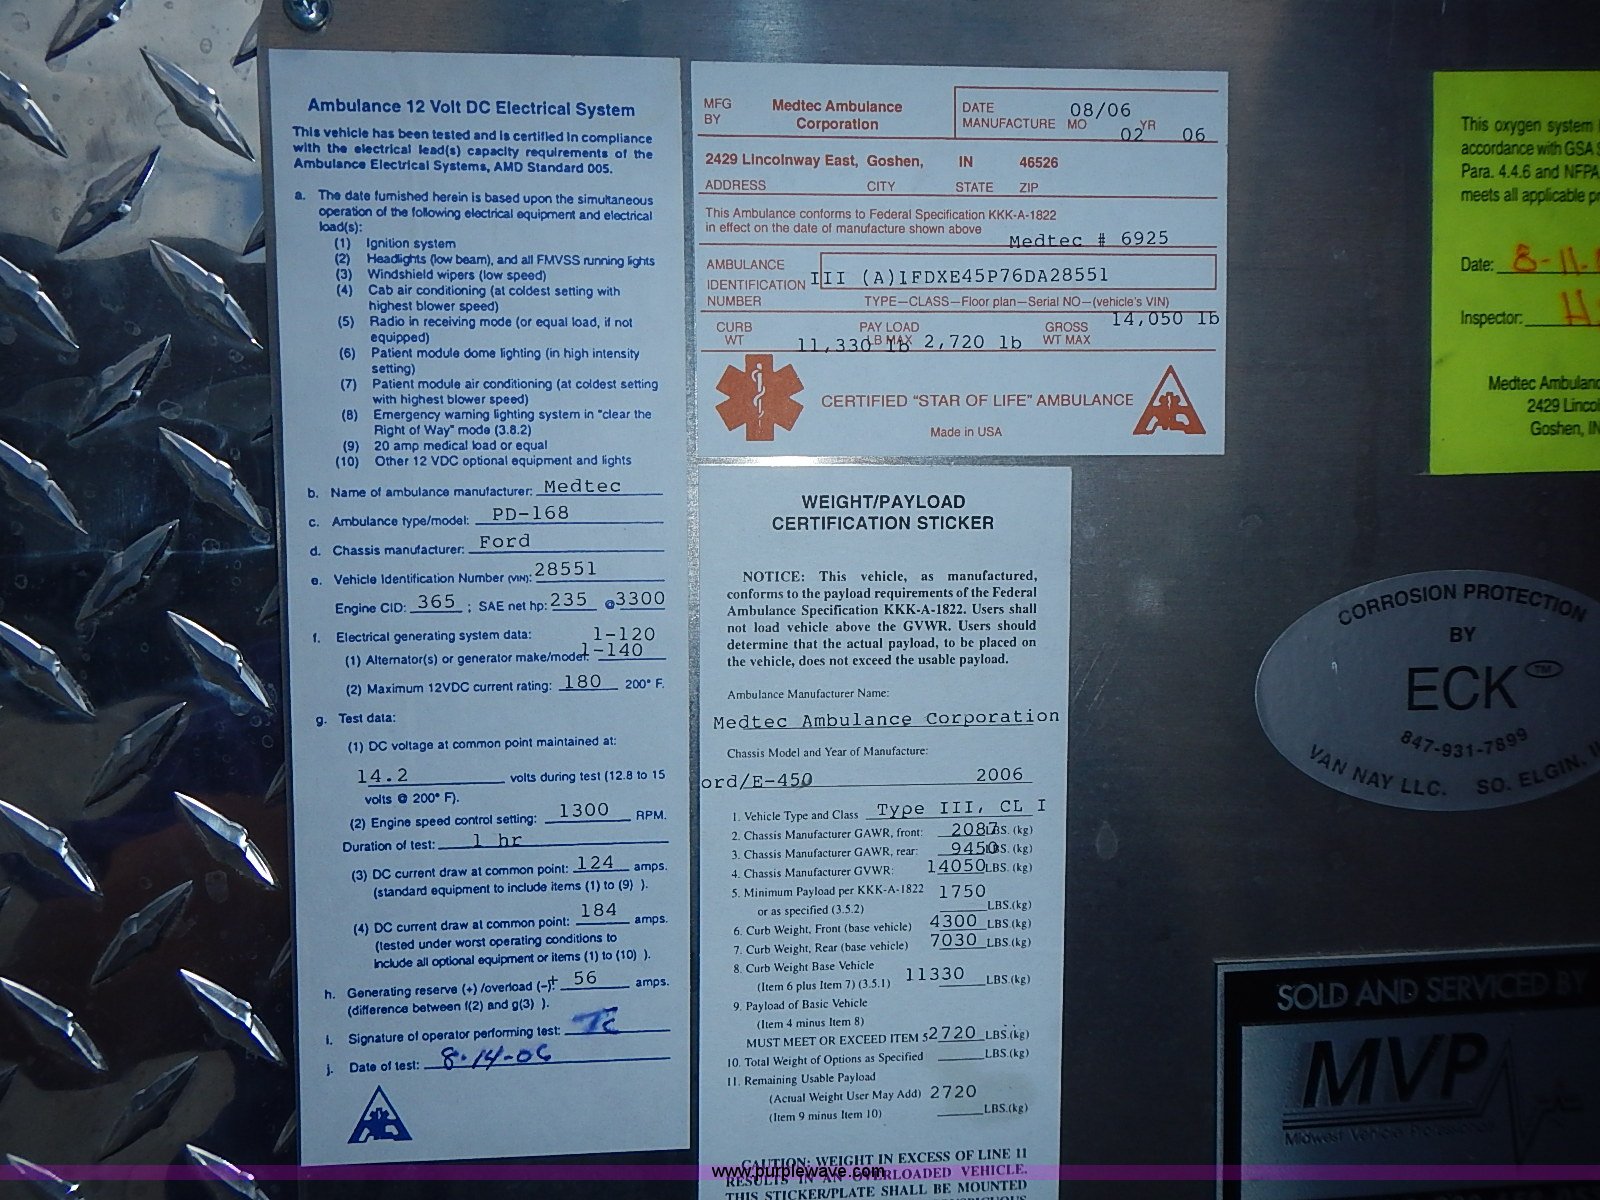 Ambulance 12 Volt DC Electrical System
This vehicle has been tested and is certified in compliance
with the electrical lead(s) capacity requirements of the
Ambulance Electrical Systems, AMD Standard 005.
a. The date furnished herein is based upon the simultaneous
operation of the following electrical equipment and electrical
load(s):
(1) Ignition system
(2) Headlights (low beam), and all FMVSS running lights
(3) Windshield wipers (low speed)
(4) Cab air conditioning (at coldest setting with
highest blower speed)
(5) Radio in receiving mode (or equal load, if not
equipped)
(6) Patient module dome lighting (in high intensity
setting)
(7) Patient module air conditioning (at coldest setting
with highest blower speed)
(8) Emergency warning lighting system in "clear the
Right of Way" mode (3.8.2)
(9) 20 amp medical load or equal
(10) Other 12 VDC optional equipment and lights
b. Name of ambulance manufacturer: Medtec
c. Ambulance type/model: PD-168
d. Chassis manufacturer: Ford
e. Vehicle Identification Number (VIN): 28551
Engine CID: 365 ; SAE net hp: 235 @ 3300
f. Electrical generating system data: 1-120
(1) Alternator(s) or generator make/model: 1-140
(2) Maximum 12VDC current rating: 180 200° F.
g. Test data:
(1) DC voltage at common point maintained at:
14.2 volts during test (12.8 to 15
volts @ 200° F).
(2) Engine speed control setting: 1300 RPM.
Duration of test: 1 hr
(3) DC current draw at common point: 124 amps.
(standard equipment to include items (1) to (9) ).
184
(4) DC current draw at common point: amps.
(tested under worst operating conditions to
include all optional equipment or items (1) to (10) ).
h. Generating reserve (+) /overload (-): + 56 amps.
(difference between f(2) and g(3) ).
i. Signature of operator performing test: TC
j. Date of test: 8-14-06
MFG BY Medtec Ambulance Corporation
DATE MANUFACTURE 08/06
MO 02 YR 06
2429 Lincolnway East, Goshen, IN 46526
ADDRESS CITY STATE ZIP
This Ambulance conforms to Federal Specification KKK-A-1822
in effect on the date of manufacture shown above
Medtec # 6925
AMBULANCE
IDENTIFICATION III (A)1FDXE45P76DA28551
NUMBER TYPE—CLASS—Floor plan—Serial NO—(vehicle's VIN)
CURB WT 11,330 lb PAY LOAD LB MAX 2,720 lb GROSS WT MAX 14,050 lb
CERTIFIED "STAR OF LIFE" AMBULANCE
Made in USA
WEIGHT/PAYLOAD
CERTIFICATION STICKER
NOTICE: This vehicle, as manufactured,
conforms to the payload requirements of the Federal
Ambulance Specification KKK-A-1822. Users shall
not load vehicle above the GVWR. Users should
determine that the actual payload, to be placed on
the vehicle, does not exceed the usable payload.
Ambulance Manufacturer Name:
Medtec Ambulance Corporation
Chassis Model and Year of Manufacture:
ord/E-450 2006
1. Vehicle Type and Class Type III, CL I
2. Chassis Manufacturer GAWR, front: 2087 LBS. (kg)
3. Chassis Manufacturer GAWR, rear: 9450 LBS. (kg)
4. Chassis Manufacturer GVWR: 14050 LBS. (kg)
5. Minimum Payload per KKK-A-1822 1750
or as specified (3.5.2) LBS.(kg)
6. Curb Weight, Front (base vehicle) 4300 LBS.(kg)
7. Curb Weight, Rear (base vehicle) 7030 LBS.(kg)
8. Curb Weight Base Vehicle 11330
(Item 6 plus Item 7) (3.5.1) LBS.(kg)
9. Payload of Basic Vehicle
(Item 4 minus Item 8)
MUST MEET OR EXCEED ITEM 5 2720 LBS.(kg)
10. Total Weight of Options as Specified LBS.(kg)
11. Remaining Usable Payload
(Actual Weight User May Add) 2720
(Item 9 minus Item 10) LBS.(kg)
CAUTION: WEIGHT IN EXCESS OF LINE 11
RESULTS IN AN OVERLOADED VEHICLE.
THIS STICKER/PLATE SHALL BE MOUNTED
www.purplewave.com
This oxygen system
accordance with GSA
Para. 4.4.6 and NFPA
meets all applicable
Date: 8-11-
Inspector: H
Medtec Ambulanc
2429 Linco
Goshen, IN
CORROSION PROTECTION
BY
ECK™
847-931-7899
VAN NAY LLC. SO. ELGIN,
SOLD AND SERVICED BY
MVP
Midwest Vehicle Professionals